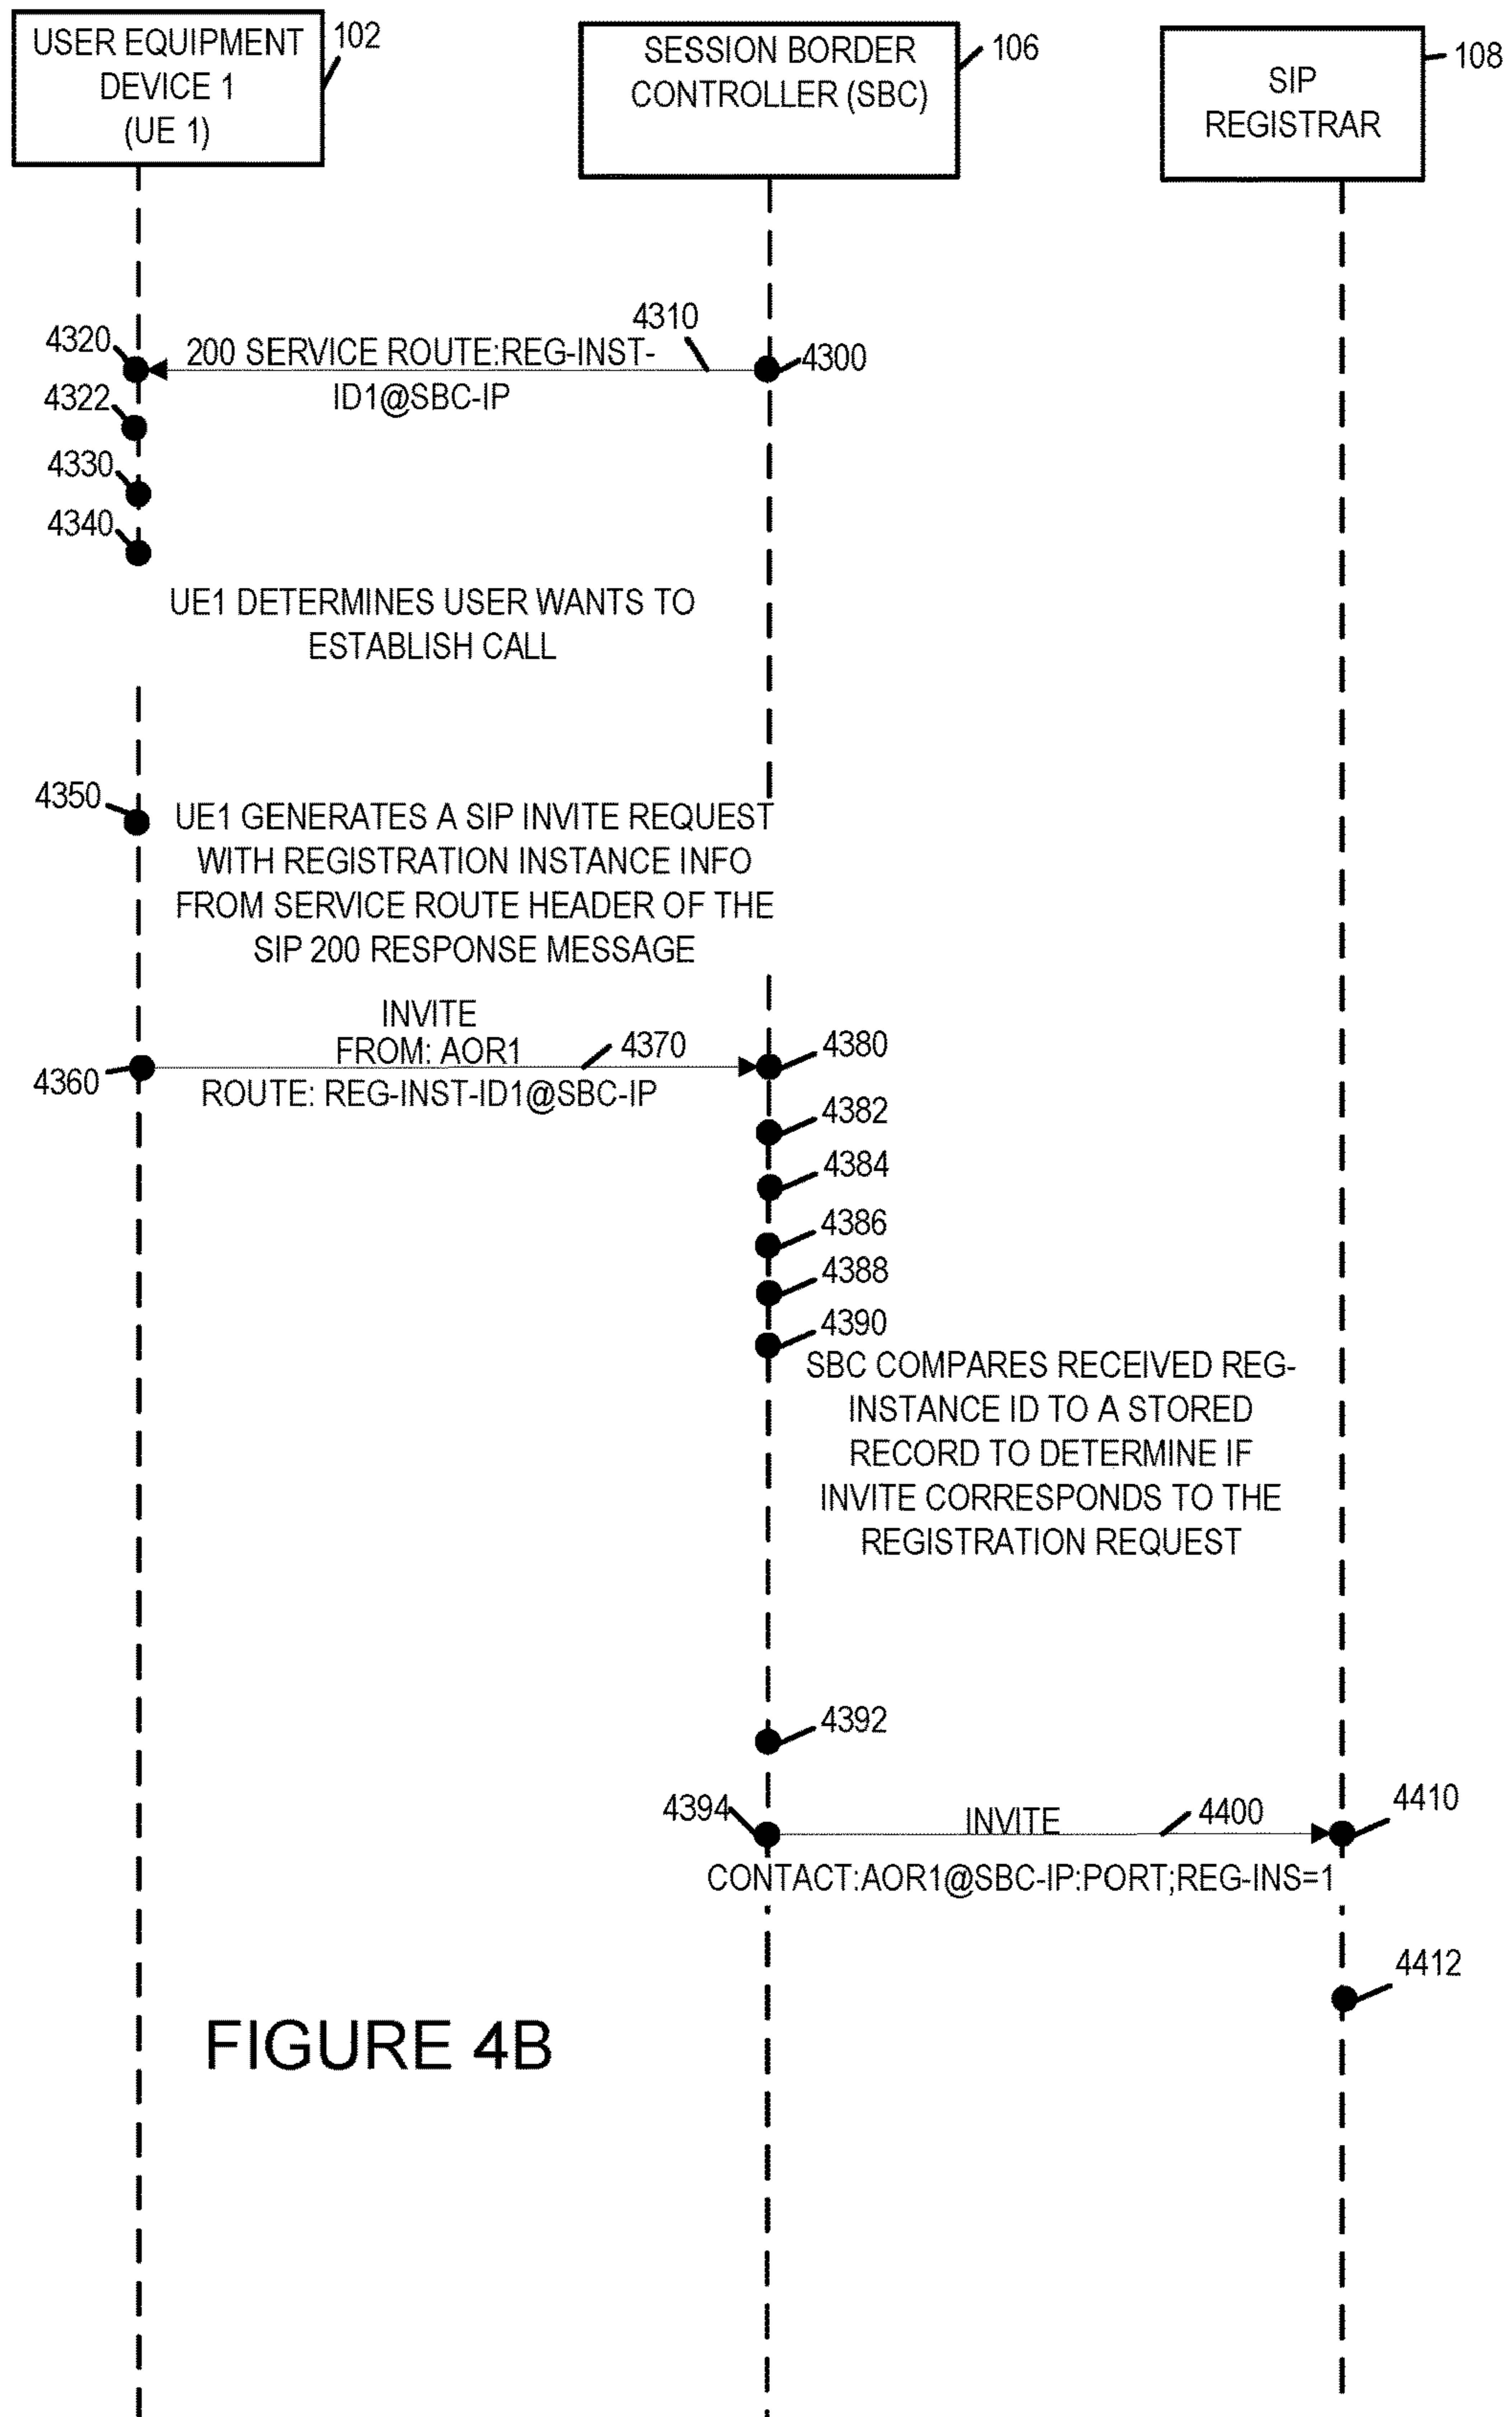 USER EQUIPMENT
DEVICE 1
(UE 1)
102
SESSION BORDER
CONTROLLER (SBC)
106
SIP
REGISTRAR
108
4310
4320
200 SERVICE ROUTE:REG-INST-
ID1@SBC-IP
4300
4322
4330
4340
UE1 DETERMINES USER WANTS TO
ESTABLISH CALL
4350
UE1 GENERATES A SIP INVITE REQUEST
WITH REGISTRATION INSTANCE INFO
FROM SERVICE ROUTE HEADER OF THE
SIP 200 RESPONSE MESSAGE
INVITE
FROM: AOR1
4370
4380
4360
ROUTE: REG-INST-ID1@SBC-IP
4382
4384
4386
4388
4390
SBC COMPARES RECEIVED REG-
INSTANCE ID TO A STORED
RECORD TO DETERMINE IF
INVITE CORRESPONDS TO THE
REGISTRATION REQUEST
4392
4394
INVITE
4400
4410
CONTACT:AOR1@SBC-IP:PORT;REG-INS=1
4412
FIGURE 4B